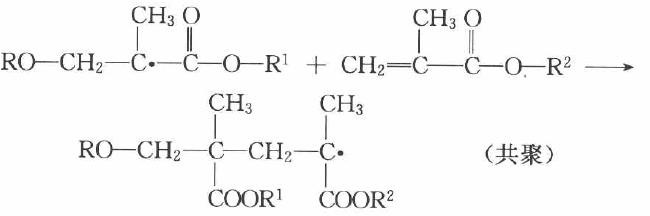 CH₃ O
RO—CH₂—C•—C—O—R¹ + CH₂=C—C—O—R² →
CH₃ O
CH₃ CH₃
RO—CH₂—C—CH₂—C• (共聚)
COOR¹ COOR²